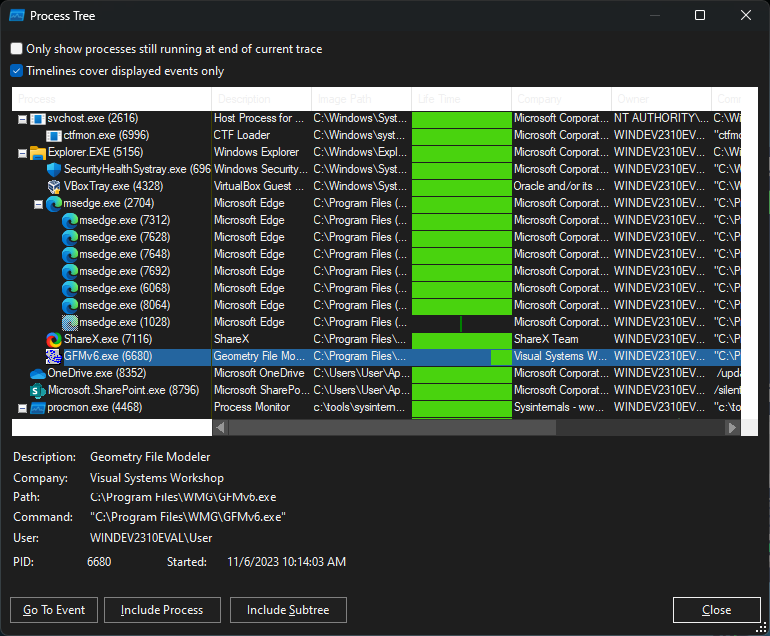 Process Tree
Only show processes still running at end of current trace
Timelines cover displayed events only
Process Description Image Path Life Time Company Owner Com
svchost.exe (2616) Host Process for ... C:\Windows\Syst... Microsoft Corporat... NT AUTHORITY\... C:\Wi
ctfmon.exe (6996) CTF Loader C:\Windows\syst... Microsoft Corporat... WINDEV2310EV... "ctfmo
Explorer.EXE (5156) Windows Explorer C:\Windows\Expl... Microsoft Corporat... WINDEV2310EV... C:\Wi
SecurityHealthSystray.exe (696 Windows Security... C:\Windows\Syst... Microsoft Corporat... WINDEV2310EV... "C:\W
VBoxTray.exe (4328) VirtualBox Guest ... C:\Windows\Syst... Oracle and/or its ... WINDEV2310EV... "C:\W
msedge.exe (2704) Microsoft Edge C:\Program Files (... Microsoft Corporat... WINDEV2310EV... "C:\P
msedge.exe (7312) Microsoft Edge C:\Program Files (... Microsoft Corporat... WINDEV2310EV... "C:\P
msedge.exe (7628) Microsoft Edge C:\Program Files (... Microsoft Corporat... WINDEV2310EV... "C:\P
msedge.exe (7648) Microsoft Edge C:\Program Files (... Microsoft Corporat... WINDEV2310EV... "C:\P
msedge.exe (7692) Microsoft Edge C:\Program Files (... Microsoft Corporat... WINDEV2310EV... "C:\P
msedge.exe (6068) Microsoft Edge C:\Program Files (... Microsoft Corporat... WINDEV2310EV... "C:\P
msedge.exe (8064) Microsoft Edge C:\Program Files (... Microsoft Corporat... WINDEV2310EV... "C:\P
msedge.exe (1028) Microsoft Edge C:\Program Files (... Microsoft Corporat... WINDEV2310EV... "C:\P
ShareX.exe (7116) ShareX C:\Program Files\... ShareX Team WINDEV2310EV... "C:\P
GFMv6.exe (6680) Geometry File Mo... C:\Program Files\... Visual Systems W... WINDEV2310EV... "C:\P
OneDrive.exe (8352) Microsoft OneDrive C:\Users\User\Ap... Microsoft Corporat... WINDEV2310EV... /upda
Microsoft.SharePoint.exe (8796) Microsoft SharePo... C:\Users\User\Ap... Microsoft Corporat... WINDEV2310EV... /silent
procmon.exe (4468) Process Monitor c:\tools\sysintern... Sysinternals - ww... WINDEV2310EV... "c:\to
Description: Geometry File Modeler
Company: Visual Systems Workshop
Path: C:\Program Files\WMG\GFMv6.exe
Command: "C:\Program Files\WMG\GFMv6.exe"
User: WINDEV2310EVAL\User
PID: 6680 Started: 11/6/2023 10:14:03 AM
Go To Event Include Process Include Subtree Close